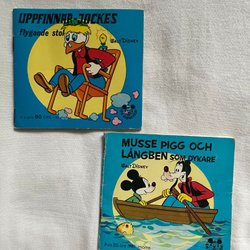 UPPFINNAR-JOCKES
flygande stol
WALT DISNEY
MUSSE PIGG OCH
LÅNGBEN SOM DYKARE
WALT DISNEY